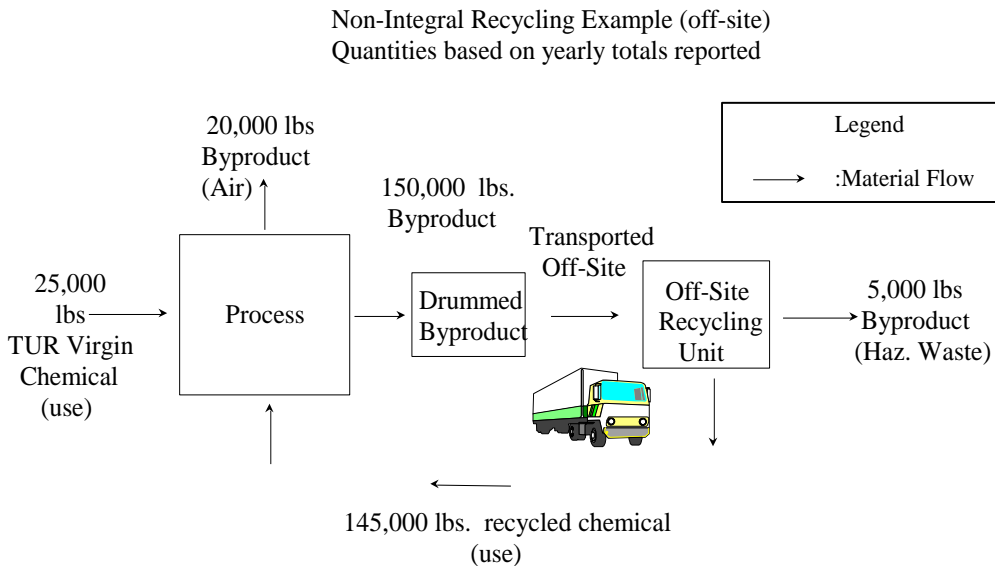 Non-Integral Recycling Example (off-site)
Quantities based on yearly totals reported
Legend
:Material Flow
20,000 lbs
Byproduct
(Air)
150,000 lbs.
Byproduct
Transported
Off-Site
25,000
lbs
TUR Virgin
Chemical
(use)
Process
Drummed
Byproduct
Off-Site
Recycling
Unit
5,000 lbs
Byproduct
(Haz. Waste)
145,000 lbs. recycled chemical
(use)